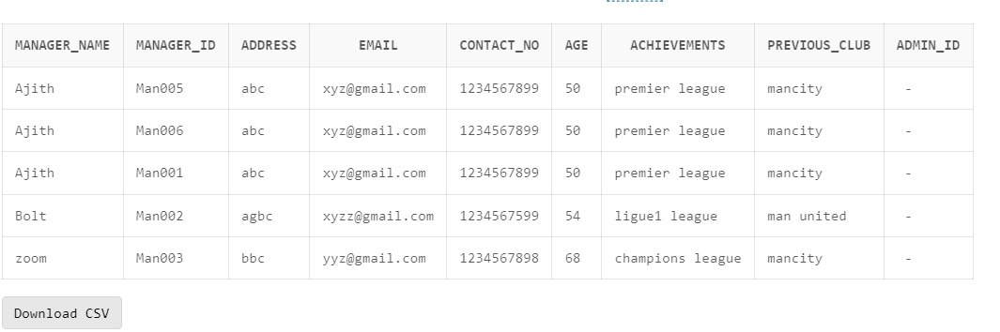 MANAGER_NAME MANAGER_ID ADDRESS EMAIL CONTACT_NO AGE ACHIEVEMENTS PREVIOUS_CLUB ADMIN_ID
Ajith Man005 abc xyz@gmail.com 1234567899 50 premier league mancity -
Ajith Man006 abc xyz@gmail.com 1234567899 50 premier league mancity -
Ajith Man001 abc xyz@gmail.com 1234567899 50 premier league mancity -
Bolt Man002 agbc xyzz@gmail.com 1234567599 54 ligue1 league man united -
zoom Man003 bbc yyz@gmail.com 1234567898 68 champions league mancity -
Download CSV